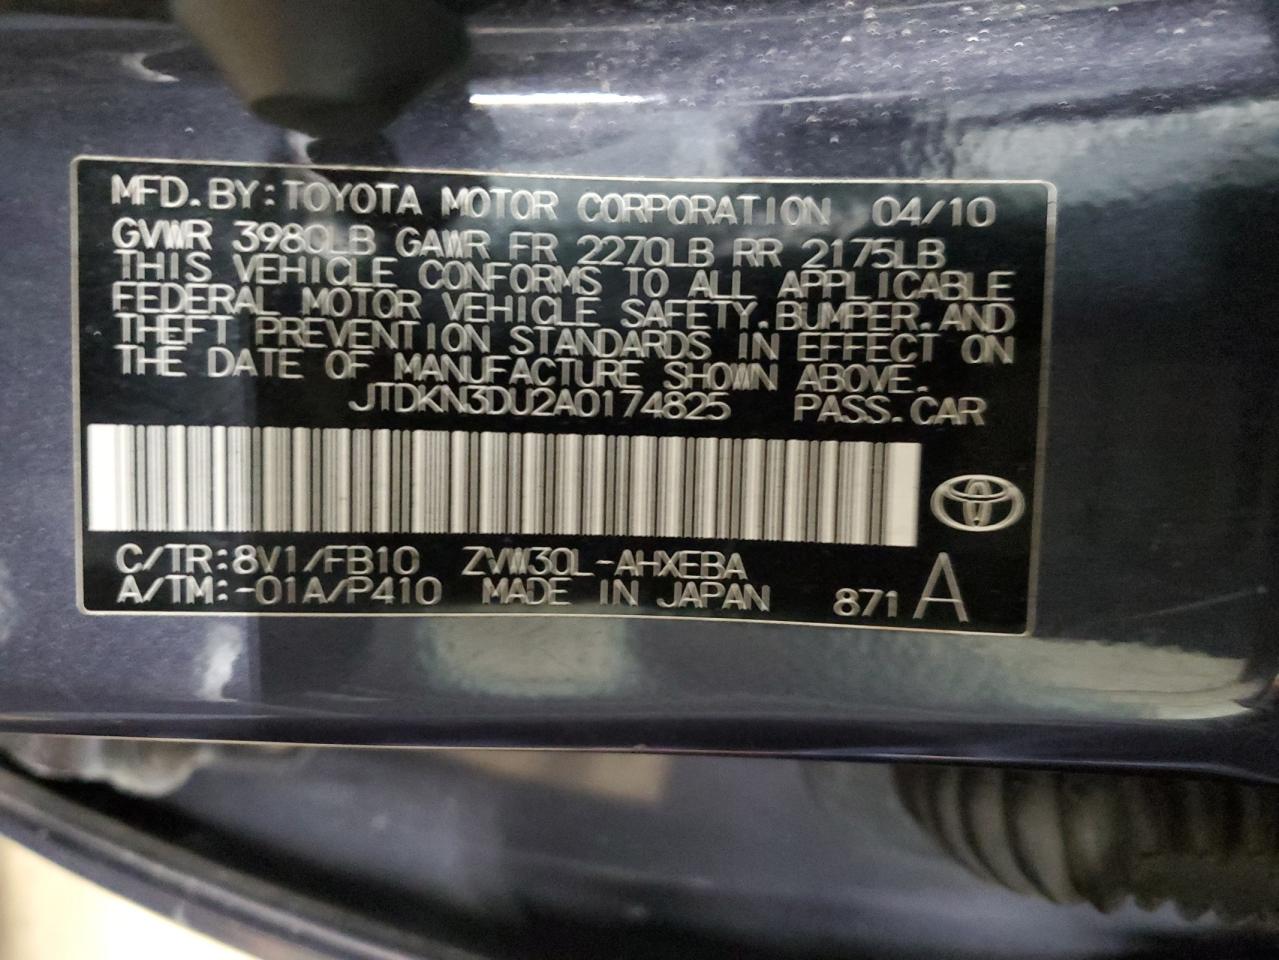 MFD. BY: TOYOTA MOTOR CORPORATION 04/10
GVWR 3980LB GAWR FR 2270LB RR 2175LB
THIS VEHICLE CONFORMS TO ALL APPLICABLE
FEDERAL MOTOR VEHICLE SAFETY, BUMPER, AND
THEFT PREVENTION STANDARDS IN EFFECT ON
THE DATE OF MANUFACTURE SHOWN ABOVE.
JTDKN3DU2A0174825 PASS. CAR
C/TR:8V1/FB10 ZVW30L-AHXEBA
A/TM:-01A/P410 MADE IN JAPAN 871 A